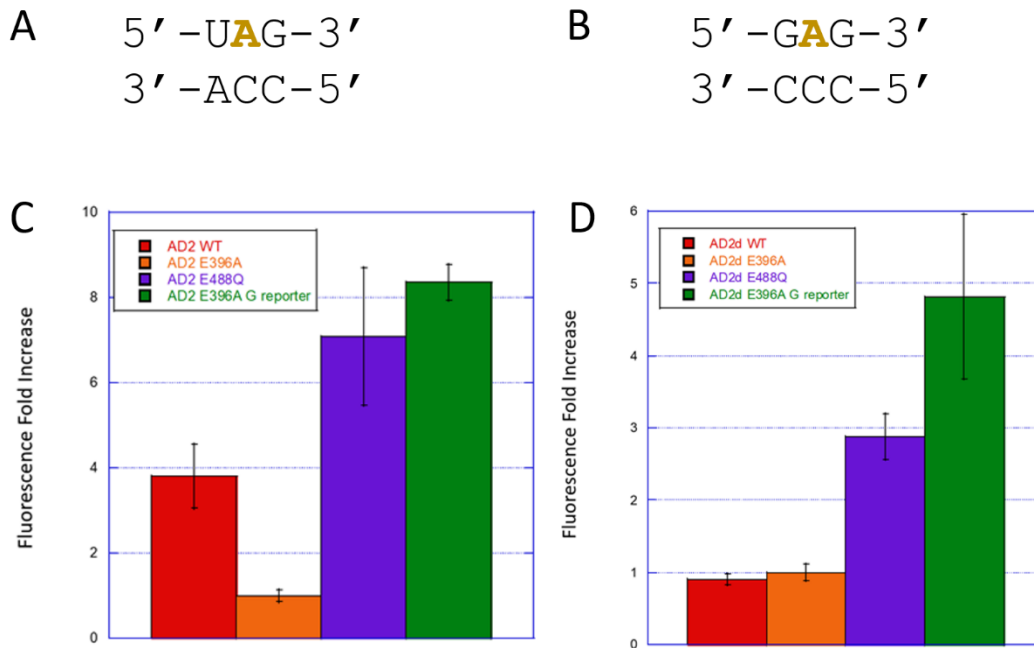 A
5′-UAG-3′
3′-ACC-5′
B
5′-GAG-3′
3′-CCC-5′
C
Fluorescence Fold Increase
10
8
6
4
2
0
AD2 WT
AD2 E396A
AD2 E488Q
AD2 E396A G reporter
D
Fluorescence Fold Increase
6
5
4
3
2
1
0
AD2d WT
AD2d E396A
AD2d E488Q
AD2d E396A G reporter